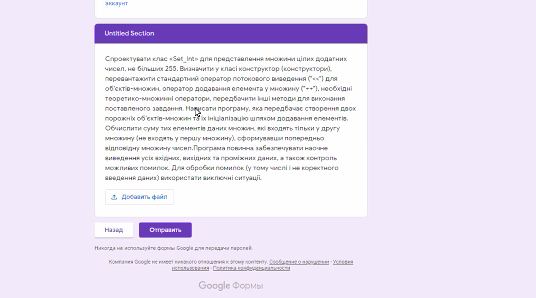 аккаунт
Untitled Section
Спроектувати клас «Set_Int» для представлення множини цілих додатних
чисел, не більших 255. Визначити у класі конструктор (конструктори),
перевантажити стандартний оператор потокового виведення ("<<") для
об'єктів-множин, оператор додавання елемента у множину ("++"), необхідні
теоретико-множинні оператори, передбачити інші методи для виконання
поставленого завдання. Написати програму, яка передбачає створення двох
порожніх об'єктів-множин та їх ініціалізацію шляхом додавання елементів.
Обчислити суму тих елементів даних множин, які входять тільки у другу
множину (не входять у першу множину), сформувавши попередньо
відповідну множину чисел.Програма повинна забезпечувати наочне
виведення усіх вхідних, вихідних та проміжних даних, а також контроль
можливих помилок. Для обробки помилок (у тому числі і не коректного
введення даних) використати виключні ситуації.
Добавить файл
Назад
Отправить
Никогда не используйте формы Google для передачи паролей.
Компания Google не имеет никакого отношения к этому контенту. Сообщение о нарушении - Условия
использования - Политика конфиденциальности
Google Формы